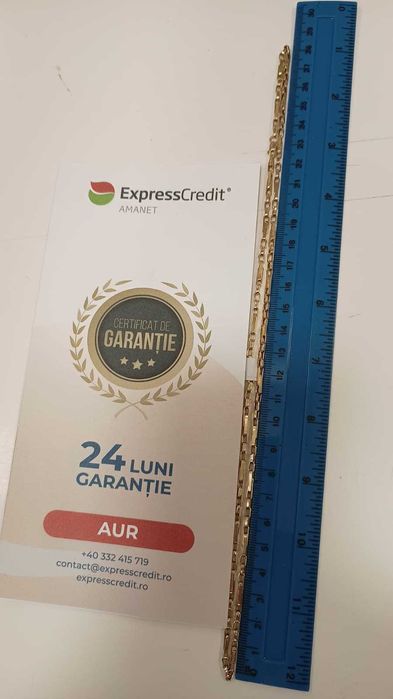 ExpressCredit®
AMANET
CERTIFICAT DE
GARANȚIE
24 LUNI
GARANȚIE
AUR
+40 332 415 719
contact@expresscredit.ro
expresscredit.ro